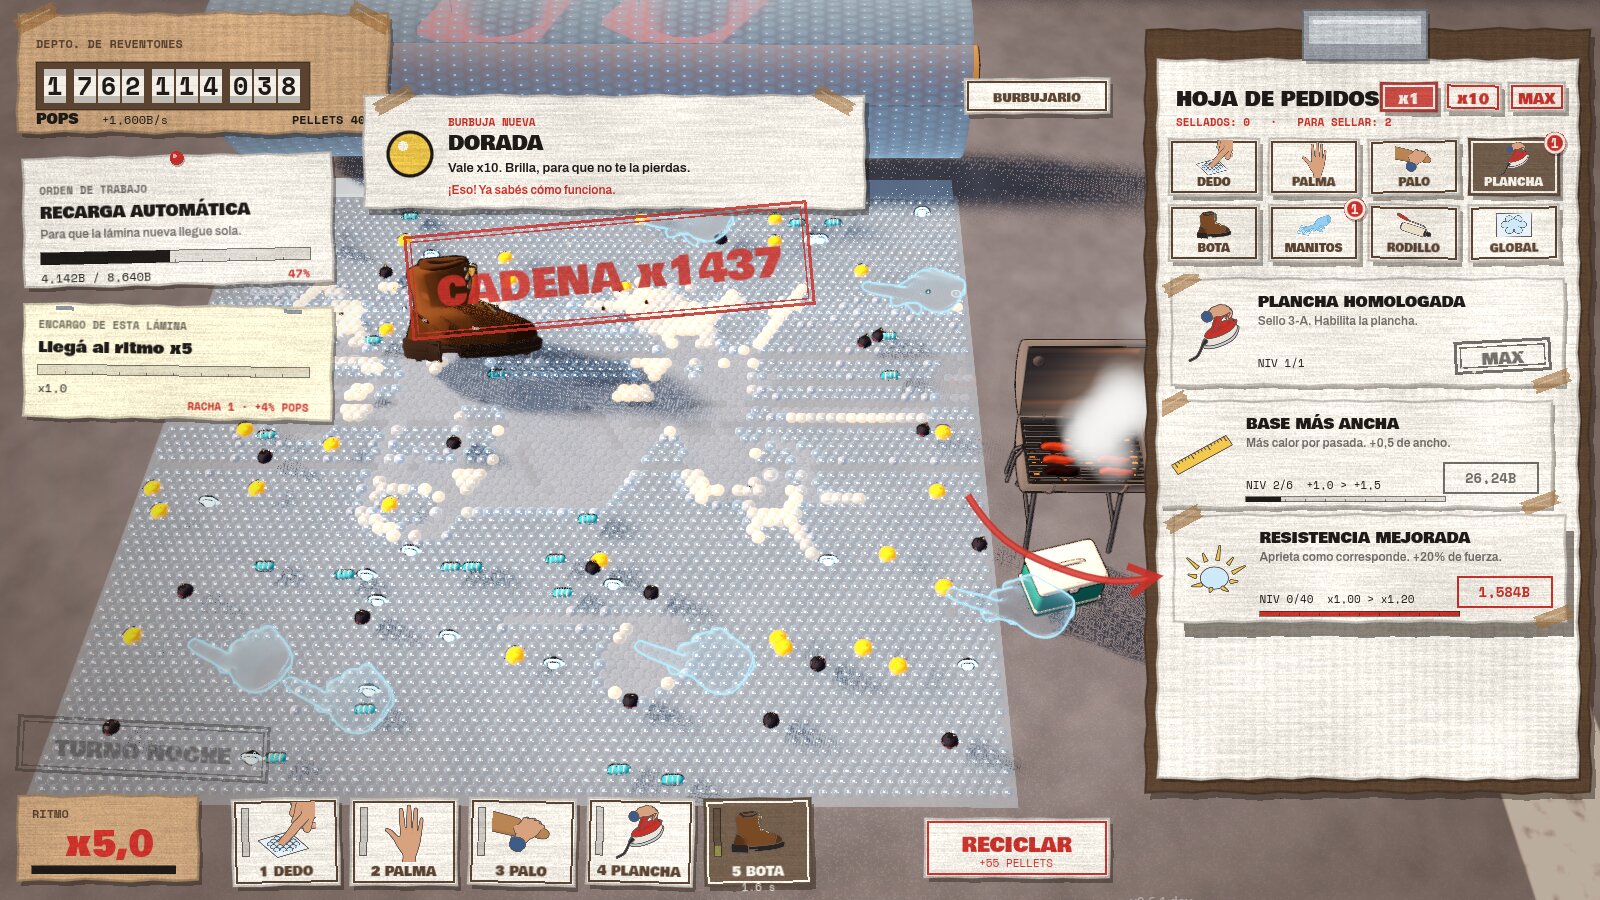 DEPTO. DE REVENTONES
1 762 114 038
POPS +1.600B/s PELLETS 40
BURBUJA NUEVA
DORADA
Vale x10. Brilla, para que no te la pierdas.
¡Eso! Ya sabés cómo funciona.
BURBUJARIO
ORDEN DE TRABAJO
RECARGA AUTOMÁTICA
Para que la lámina nueva llegue sola.
4.142B / 8.640B 47%
ENCARGO DE ESTA LÁMINA
Llegá al ritmo x5
x1.0
RACHA 1 · +4% POPS
CADENA x1437
TURNO NOCHE
RITMO
x5,0
1 DEDO
2 PALMA
3 PALO
4 PLANCHA
5 BOTA
1.6 s
RECICLAR
+55 PELLETS
HOJA DE PEDIDOS x1 x10 MAX
SELLADOS: 0 · PARA SELLAR: 2
DEDO PALMA PALO PLANCHA 1
BOTA MANITOS 1 RODILLO GLOBAL
PLANCHA HOMOLOGADA
Sello 3-A. Habilita la plancha.
NIV 1/1 MAX
BASE MÁS ANCHA
Más calor por pasada. +0,5 de ancho.
NIV 2/6 +1.0 > +1.5 26,24B
RESISTENCIA MEJORADA
Aprieta como corresponde. +20% de fuerza.
NIV 0/40 x1.00 > x1.20 1,584B